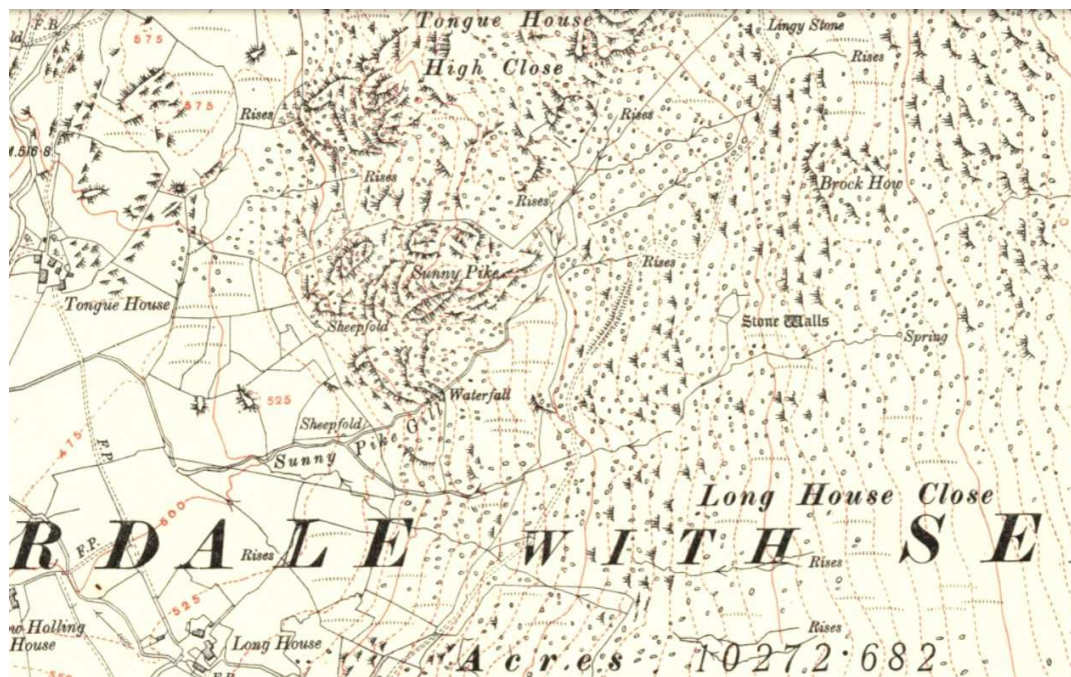 F.B.
Tongue House
High Close
Lingy Stone
575
Rises
575
Rises
Rises
Rises
Brock How
Rises
Rises
Sunny Pike
Tongue House
Sheepfold
Stone Walls
Spring
Waterfall
525
Sheepfold
475
F.P.
Sunny Pike Gill
Long House Close
500
RDALE WITH SE
F.P.
Rises
Rises
525
Long House
Rises
Holling
House
Acres 10272·682
F.P.